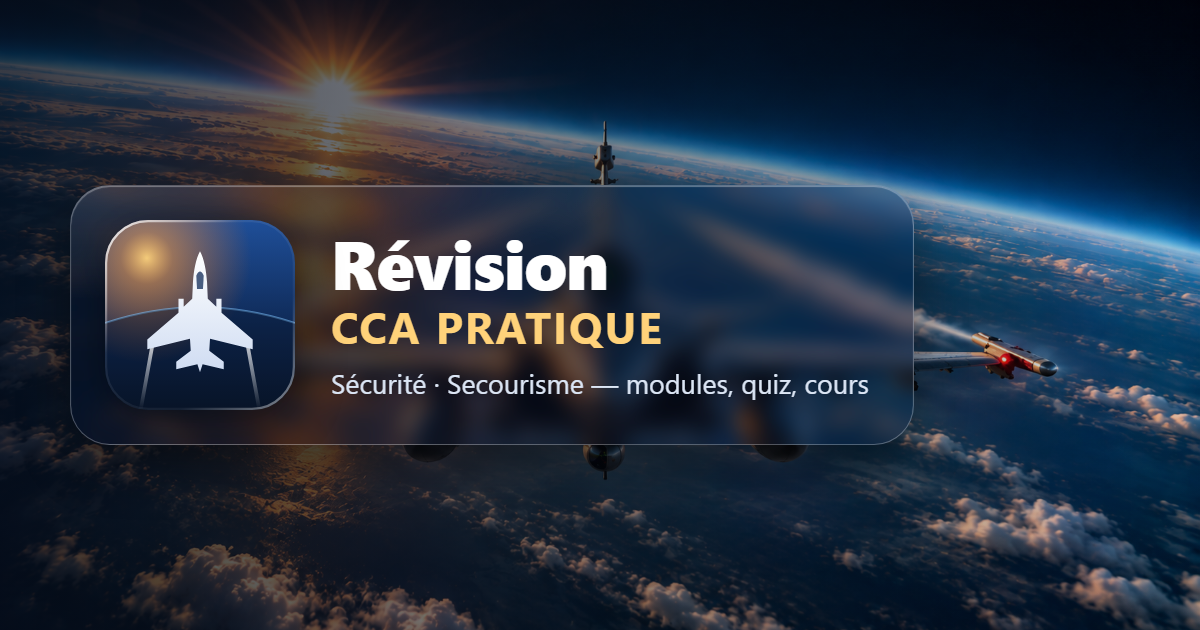 Révision
CCA PRATIQUE
Sécurité · Secourisme — modules, quiz, cours